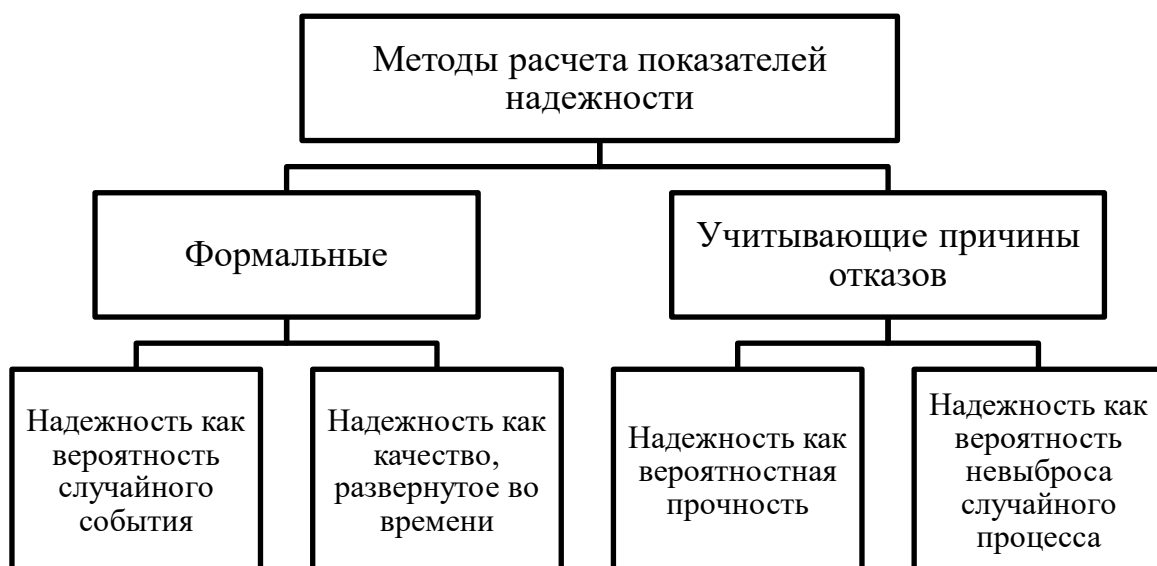 Методы расчета показателей
надежности
Формальные
Учитывающие причины
отказов
Надежность как
вероятность
случайного
события
Надежность как
качество,
развернутое во
времени
Надежность как
вероятностная
прочность
Надежность как
вероятность
невыброса
случайного
процесса